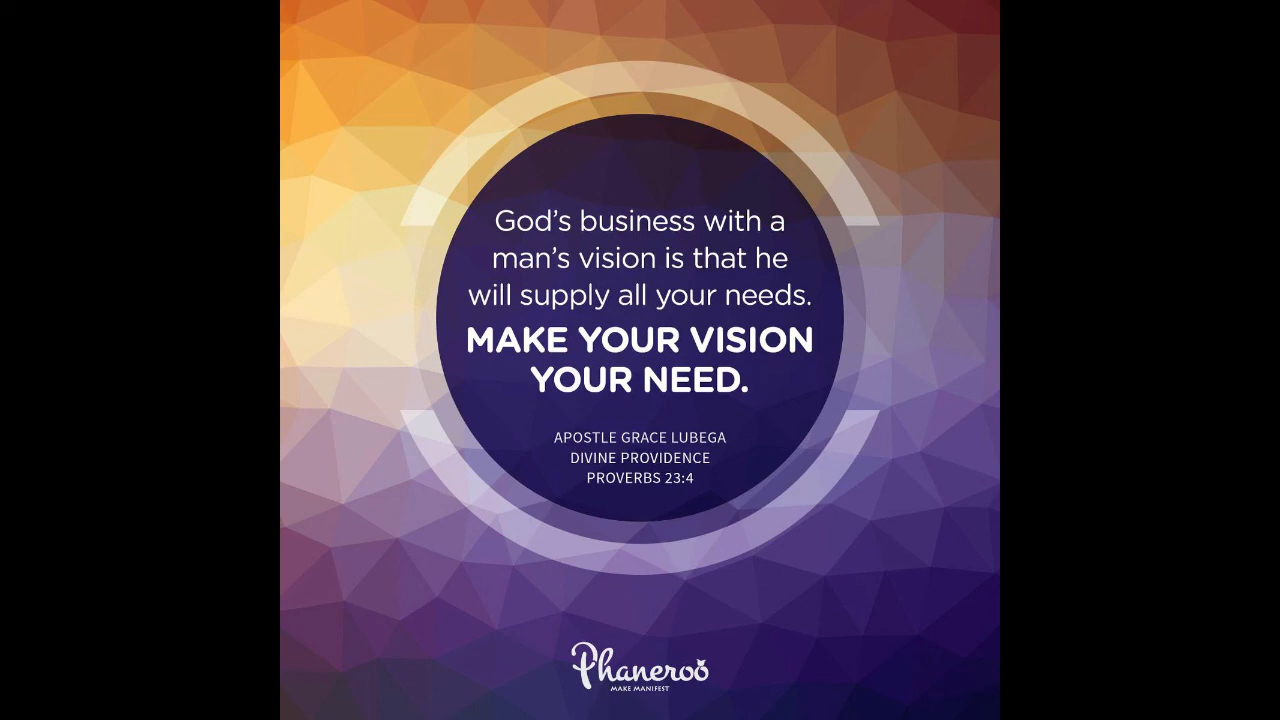 God’s business with a
man’s vision is that he
will supply all your needs.
MAKE YOUR VISION
YOUR NEED.
APOSTLE GRACE LUBEGA
DIVINE PROVIDENCE
PROVERBS 23:4
Phaneroo
MAKE MANIFEST